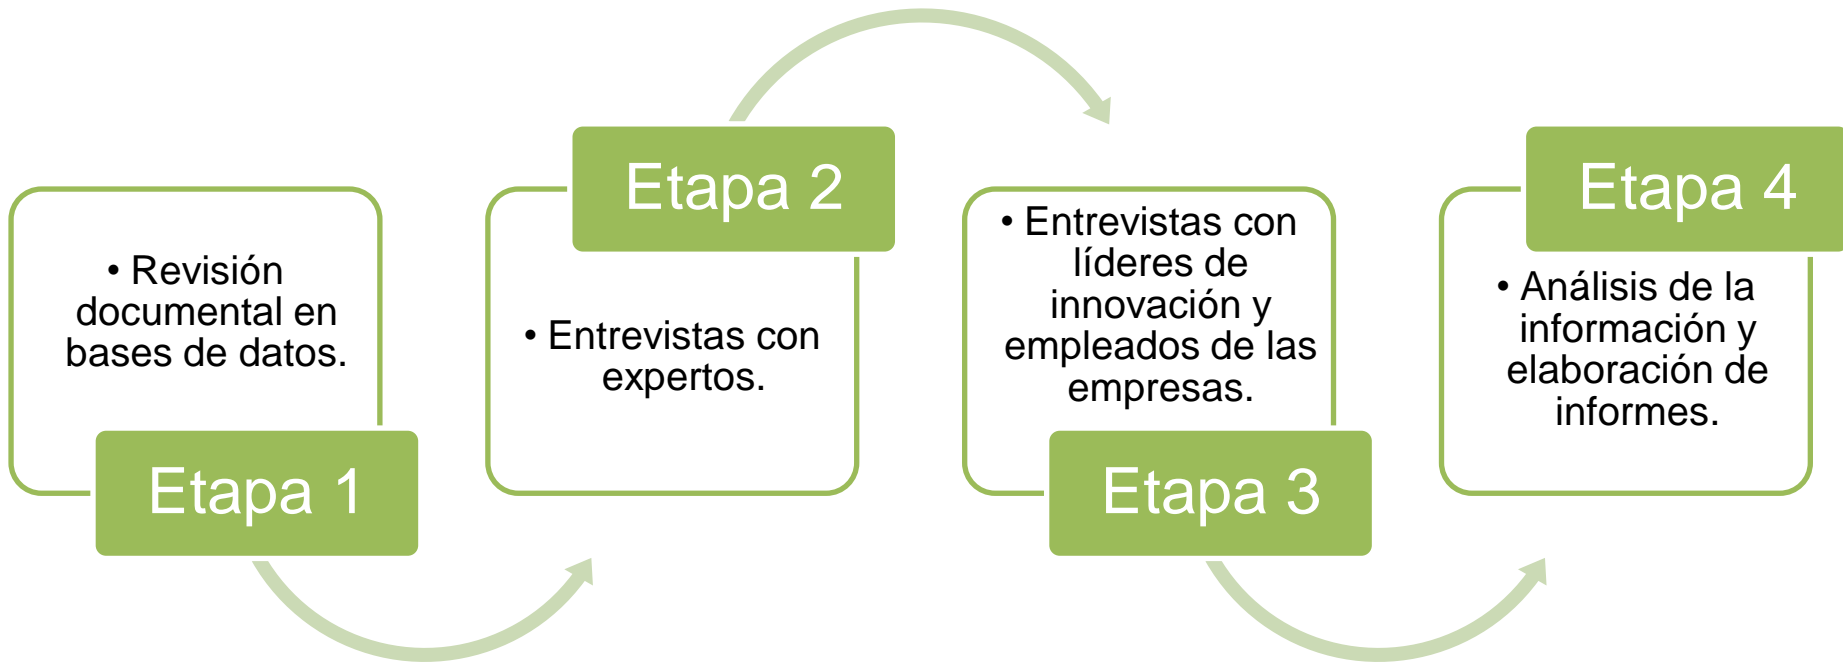 • Revisión
documental en
bases de datos.
Etapa 1
Etapa 2
• Entrevistas con
expertos.
• Entrevistas con
líderes de
innovación y
empleados de las
empresas.
Etapa 3
Etapa 4
• Análisis de la
información y
elaboración de
informes.